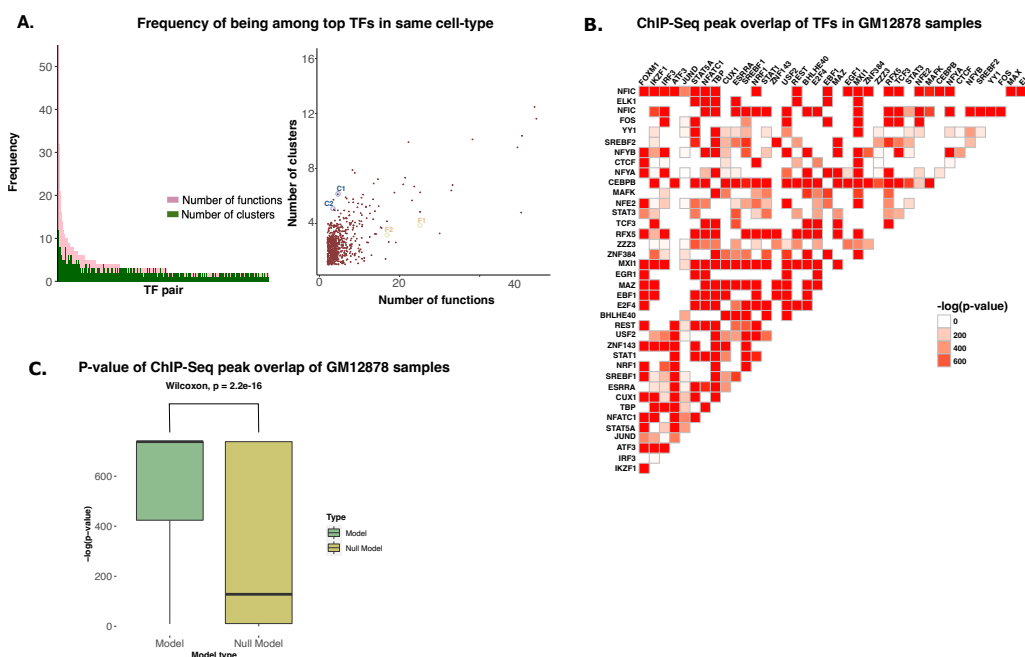 A.
Frequency of being among top TFs in same cell-type
Frequency
50
40
30
20
10
0
Number of functions
Number of clusters
TF pair
Number of clusters
16
12
8
4
C1
C2
F1
F2
20
40
Number of functions
B.
ChIP-Seq peak overlap of TFs in GM12878 samples
FOXM1
IKZF1
IRF3
ATF3
JUND
STAT5A
NFATC1
TBP
CUX1
ESRRA
SREBF1
NRF1
STAT1
ZNF143
USF2
REST
BHLHE40
E2F4
EBF1
MAZ
EGF1
MXI1
ZNF384
ZZZ3
RFX5
TCF3
STAT3
NFE2
MAFK
CEBPB
NFYA
CTCF
NFYB
SREBF2
YY1
FOS
MAX
NFIC
ELK1
NFIC
FOS
YY1
SREBF2
NFYB
CTCF
NFYA
CEBPB
MAFK
NFE2
STAT3
TCF3
RFX5
ZZZ3
ZNF384
MXI1
EGR1
MAZ
EBF1
E2F4
BHLHE40
REST
USF2
ZNF143
STAT1
NRF1
SREBF1
ESRRA
CUX1
TBP
NFATC1
STAT5A
JUND
ATF3
IRF3
IKZF1
-log(p-value)
0
200
400
600
C.
P-value of ChIP-Seq peak overlap of GM12878 samples
Wilcoxon, p = 2.2e-16
-log(p-value)
600
400
200
0
Model
Null Model
Model type
Type
Model
Null Model